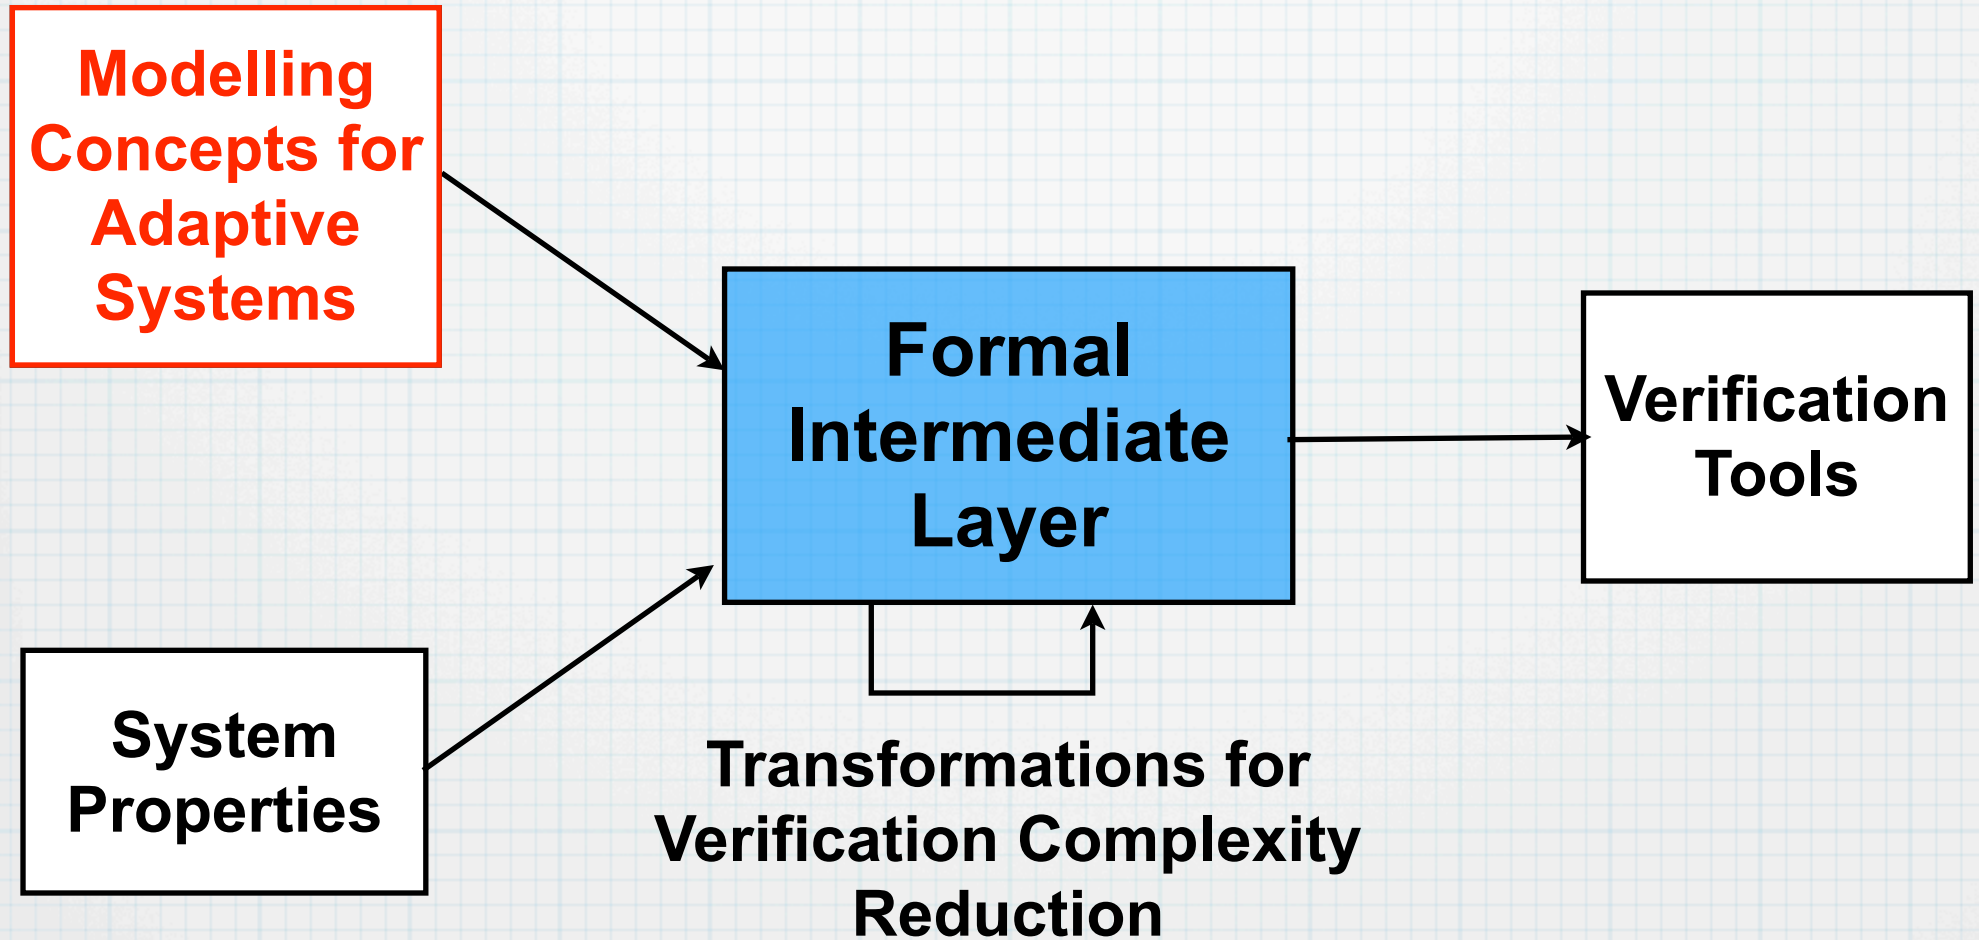 Modelling
Concepts for
Adaptive
Systems
Formal
Intermediate
Layer
Verification
Tools
System
Properties
Transformations for
Verification Complexity
Reduction